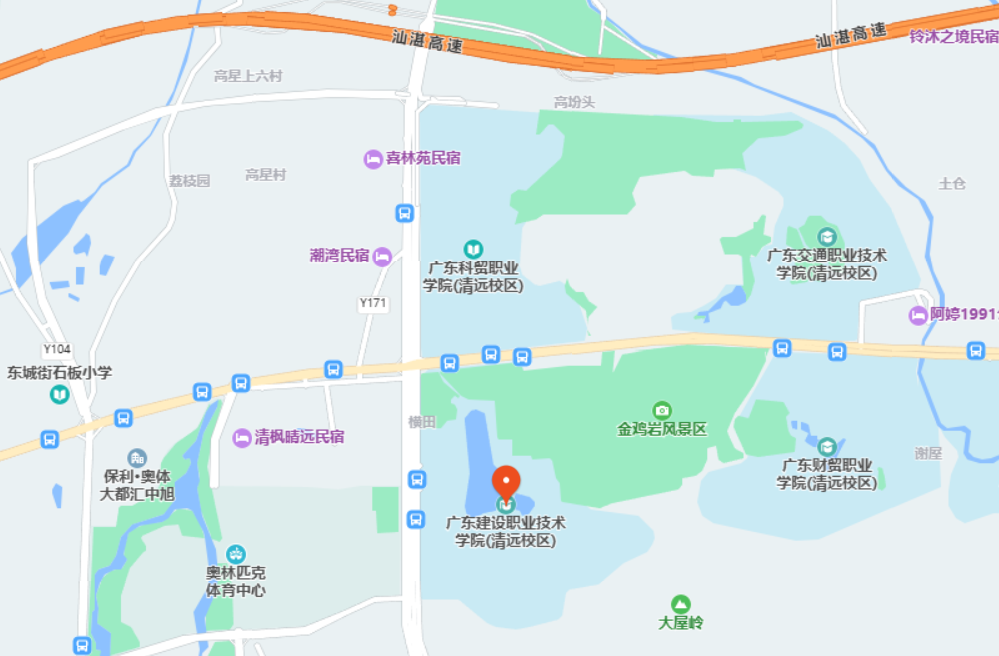 汕湛高速
汕湛高速
铃沐之境民宿
高星上六村
高坋头
喜林苑民宿
荔枝园
高星村
土仓
潮湾民宿
广东科贸职业
学院(清远校区)
广东交通职业技术
学院(清远校区)
Y171
阿婷1991
Y104
东城街石板小学
横田
金鸡岩风景区
清枫晴远民宿
谢屋
保利·奥体
大都汇中旭
广东财贸职业
学院(清远校区)
广东建设职业技术
学院(清远校区)
奥林匹克
体育中心
大屋岭